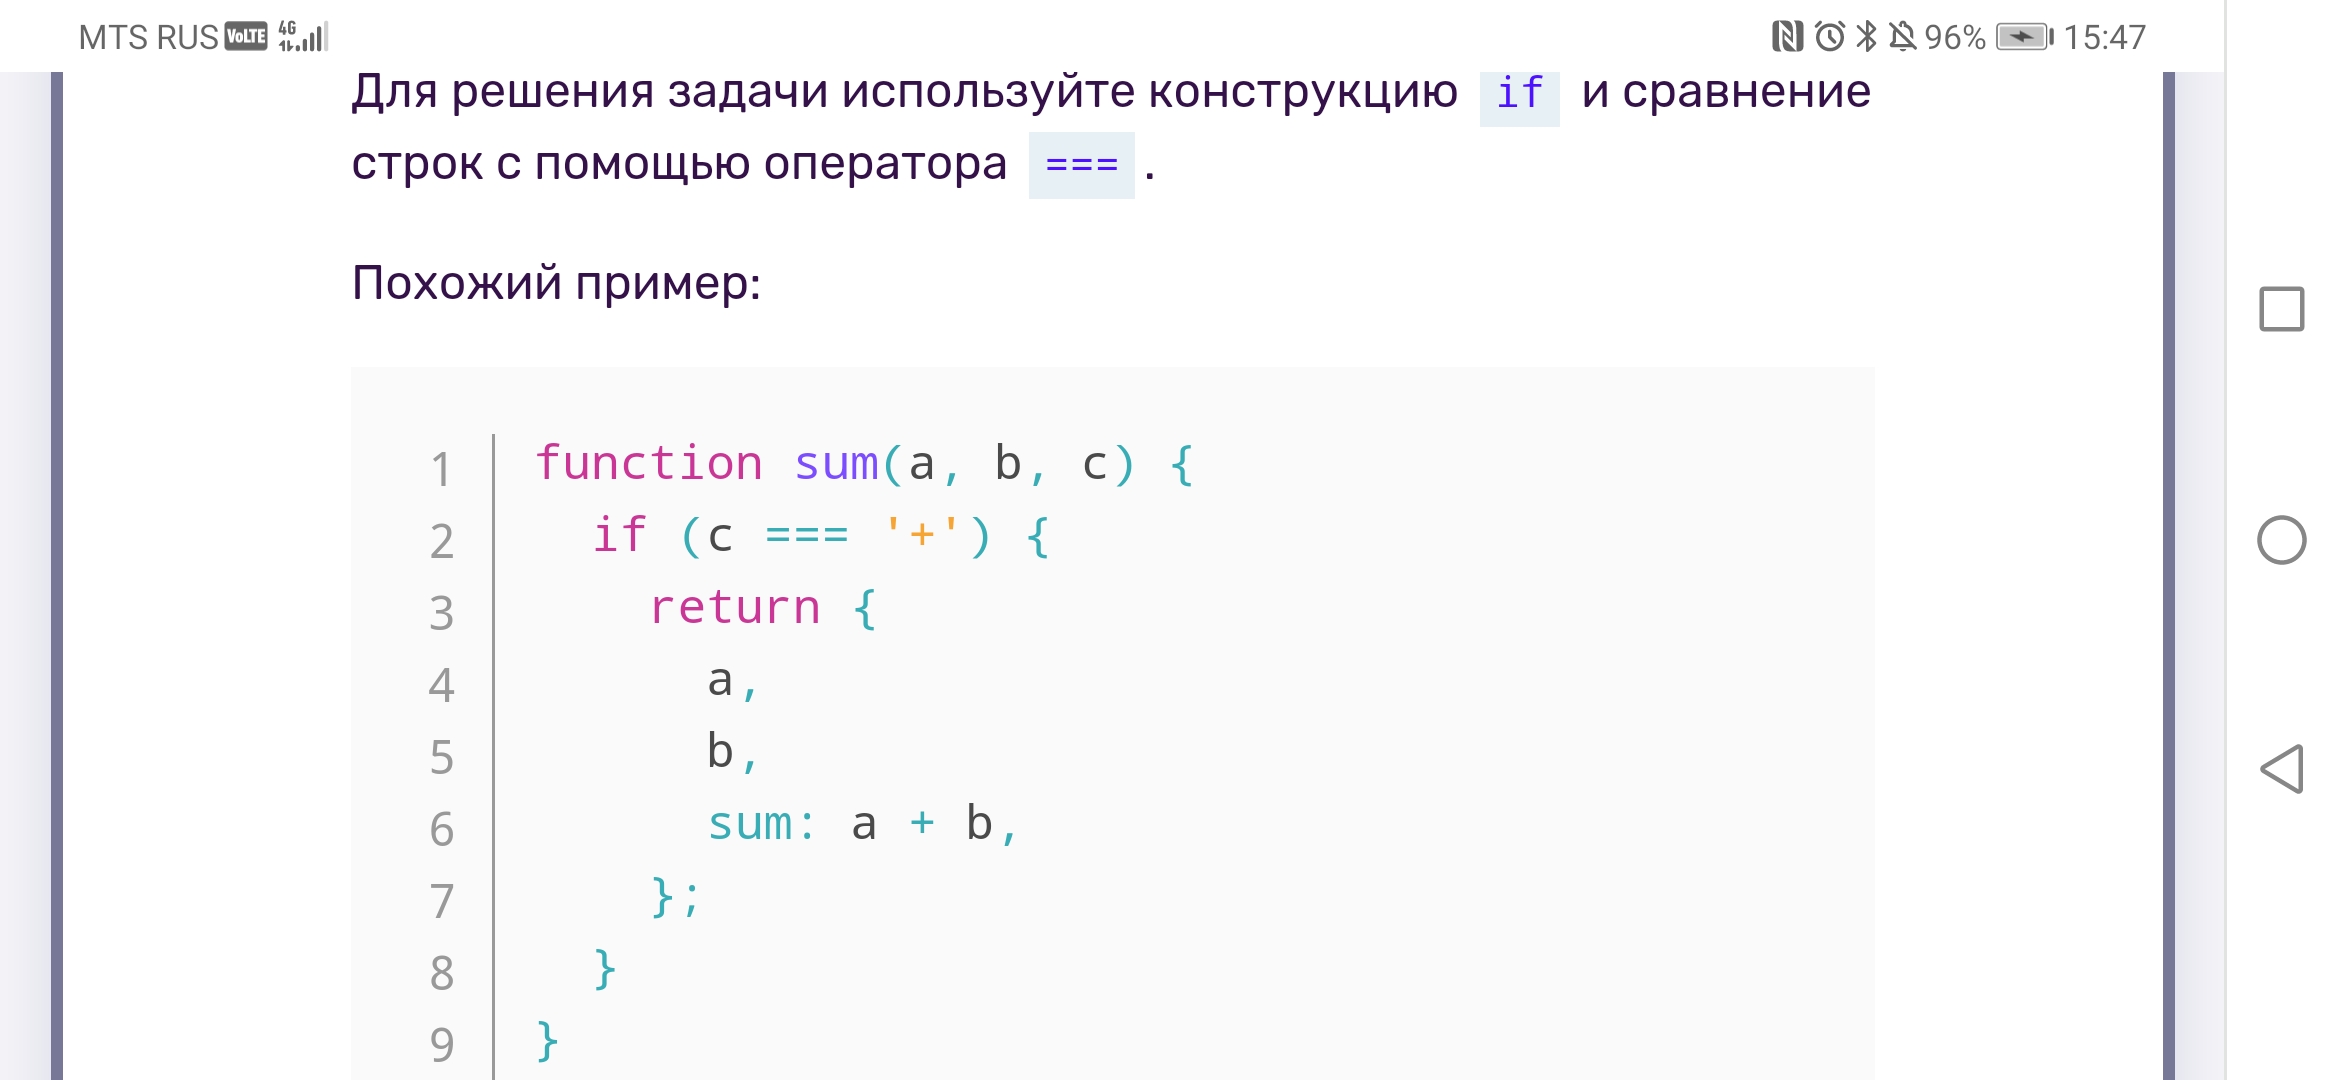 MTS RUS VoLTE 4G 96% 15:47
Для решения задачи используйте конструкцию if и сравнение
строк с помощью оператора === .
Похожий пример:
1 function sum(a, b, c) {
2 if (c === '+') {
3 return {
4 a,
5 b,
6 sum: a + b,
7 };
8 }
9 }